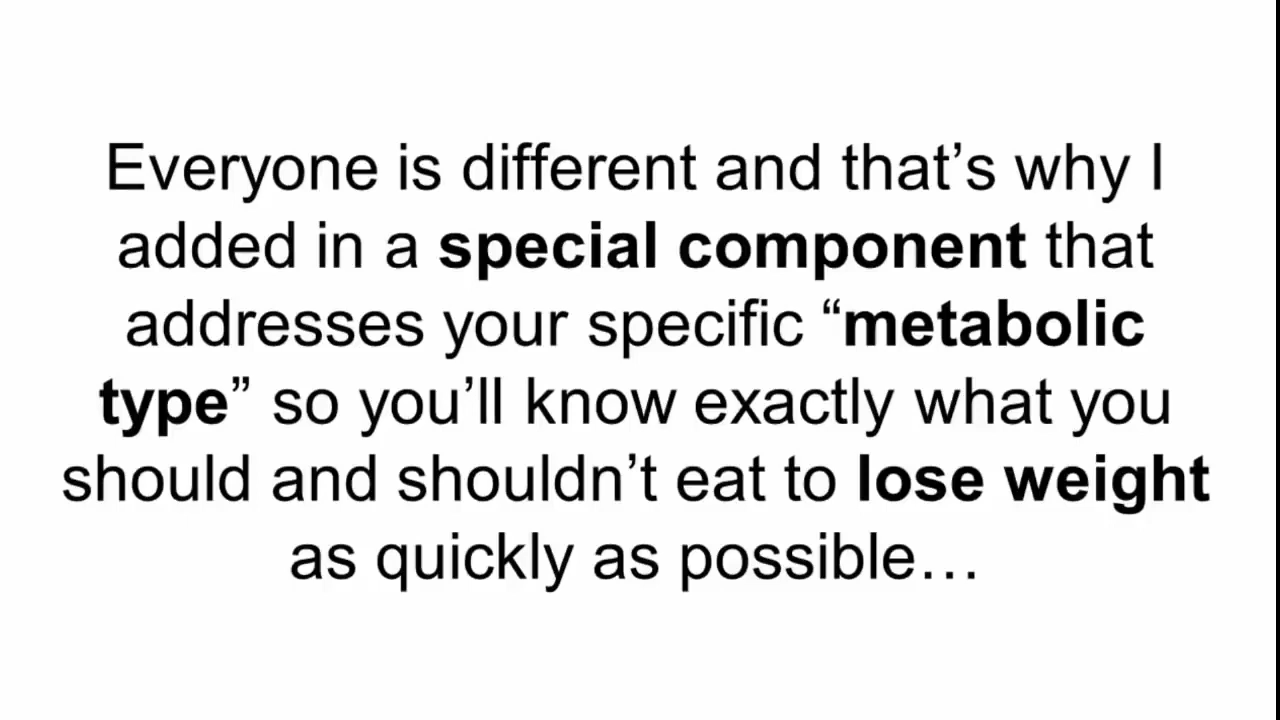 Everyone is different and that’s why I
added in a special component that
addresses your specific “metabolic
type” so you’ll know exactly what you
should and shouldn’t eat to lose weight
as quickly as possible…